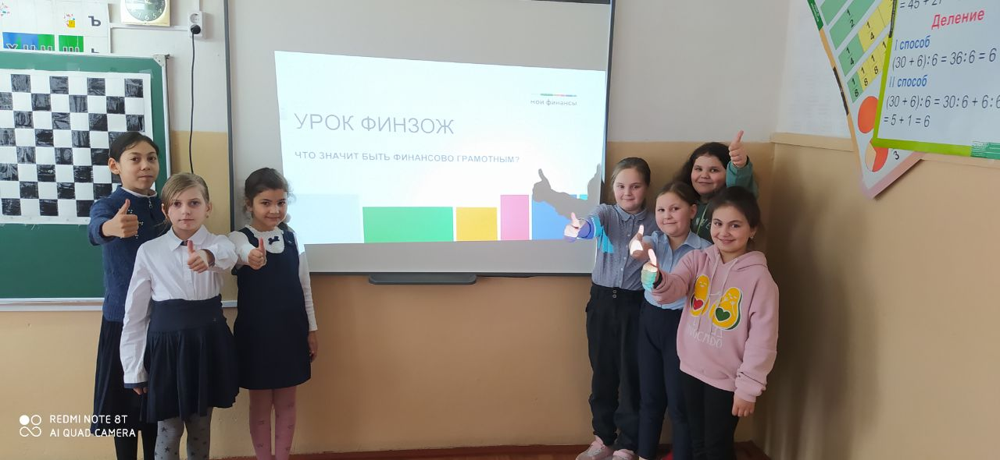 Ъ
мои финансы
УРОК ФИНЗОЖ
ЧТО ЗНАЧИТ БЫТЬ ФИНАНСОВО ГРАМОТНЫМ?
Деление
I способ
(30 + 6):6 = 36:6 = 6
II способ
(30 + 6):6 = 30:6 + 6:6
= 5 + 1 = 6
REDMI NOTE 8T
AI QUAD CAMERA